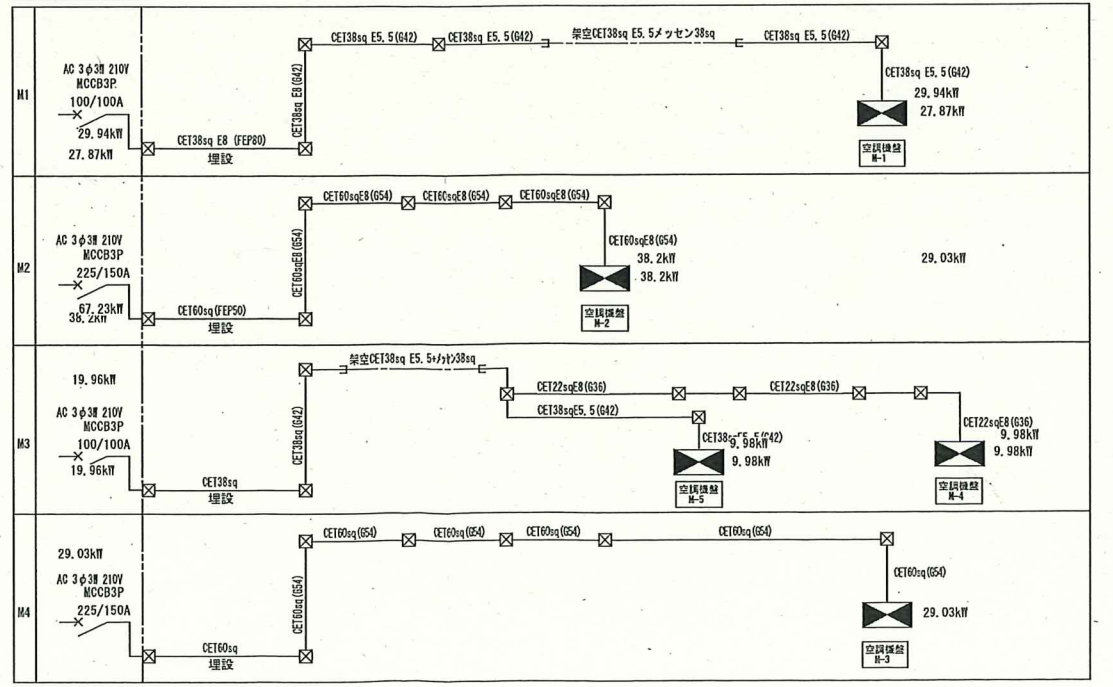 M1
AC 3φ3W 210V
MCCB3P
100/100A
29.94kW
27.87kW
CET38sq E8 (FEP80)
埋設
CET38sq E8(G42)
CET38sq E5.5(G42)
CET38sq E5.5(G42)
架空CET38sq E5.5メッセン38sq
CET38sq E5.5(G42)
CET38sq E5.5(G42)
29.94kW
27.87kW
空調機盤
M-1
M2
AC 3φ3W 210V
MCCB3P
225/150A
67.23kW
38.2kW
CET60sq(FEP50)
埋設
CET60sqE8(G54)
CET60sqE8(G54)
CET60sqE8(G54)
CET60sqE8(G54)
CET60sqE8(G54)
38.2kW
38.2kW
空調機盤
M-2
29.03kW
M3
19.96kW
AC 3φ3W 210V
MCCB3P
100/100A
19.96kW
CET38sq
埋設
CET38sq(G42)
架空CET38sq E5.5+メッセン38sq
CET22sqE8(G36)
CET22sqE8(G36)
CET38sqE5.5(G42)
CET38sqE5.5(G42)
9.98kW
9.98kW
空調機盤
M-5
CET22sqE8(G36)
9.98kW
9.98kW
空調機盤
M-4
M4
29.03kW
AC 3φ3W 210V
MCCB3P
225/150A
CET60sq
埋設
CET60sq(G54)
CET60sq(G54)
CET60sq(G54)
CET60sq(G54)
CET60sq(G54)
CET60sq(G54)
29.03kW
空調機盤
M-3